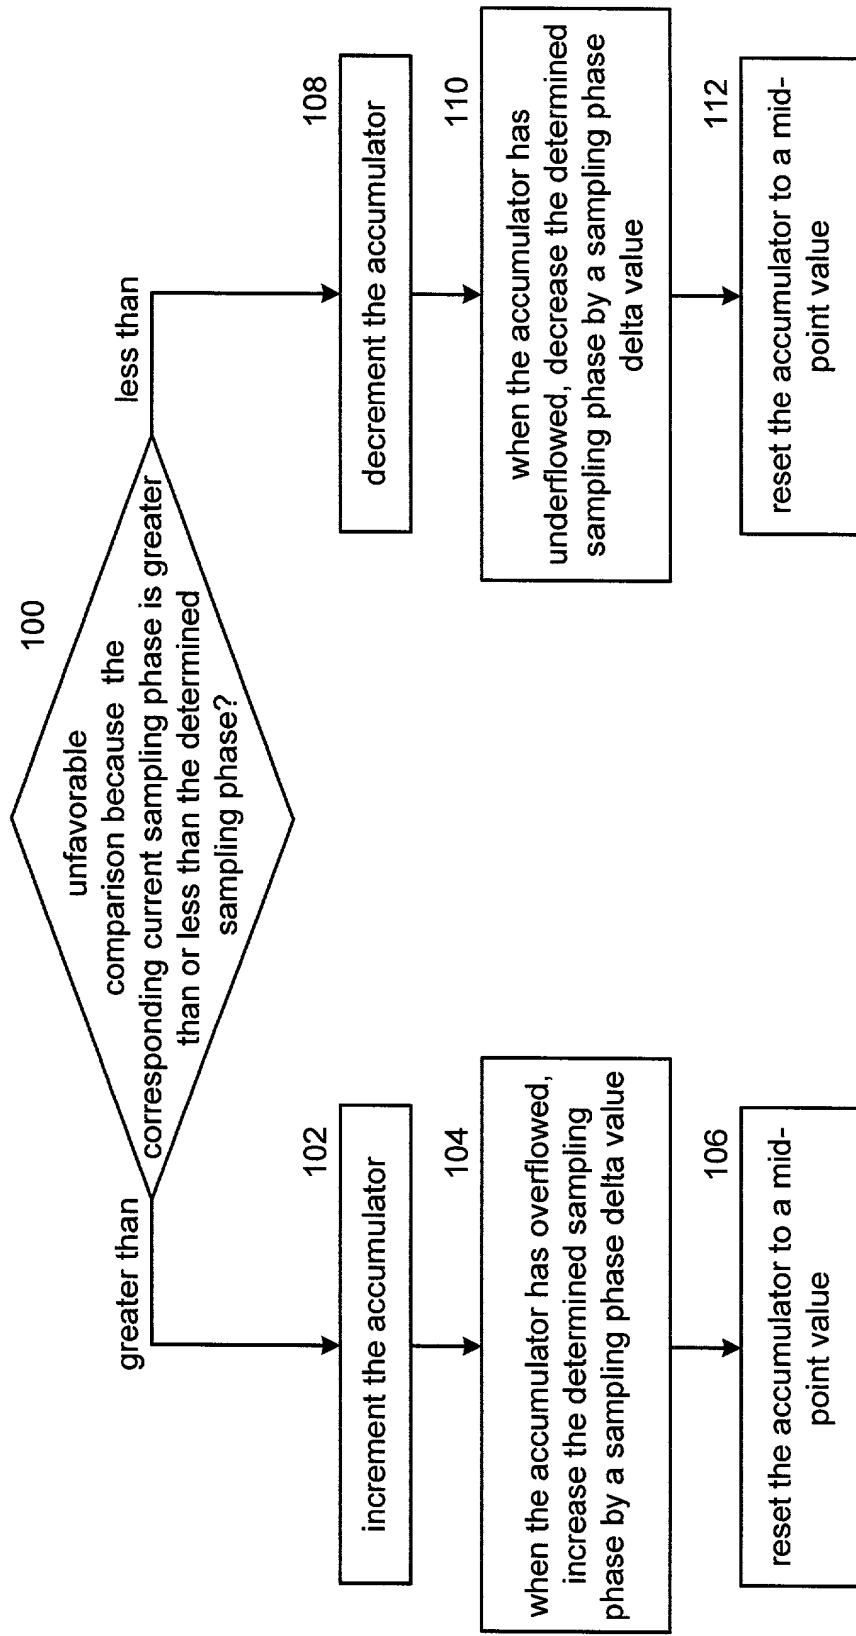 100
unfavorable
comparison because the
corresponding current sampling phase is greater
than or less than the determined
sampling phase?
greater than
less than
102
increment the accumulator
104
when the accumulator has overflowed,
increase the determined sampling
phase by a sampling phase delta value
106
reset the accumulator to a mid-
point value
108
decrement the accumulator
110
when the accumulator has
underflowed, decrease the determined
sampling phase by a sampling phase
delta value
112
reset the accumulator to a mid-
point value